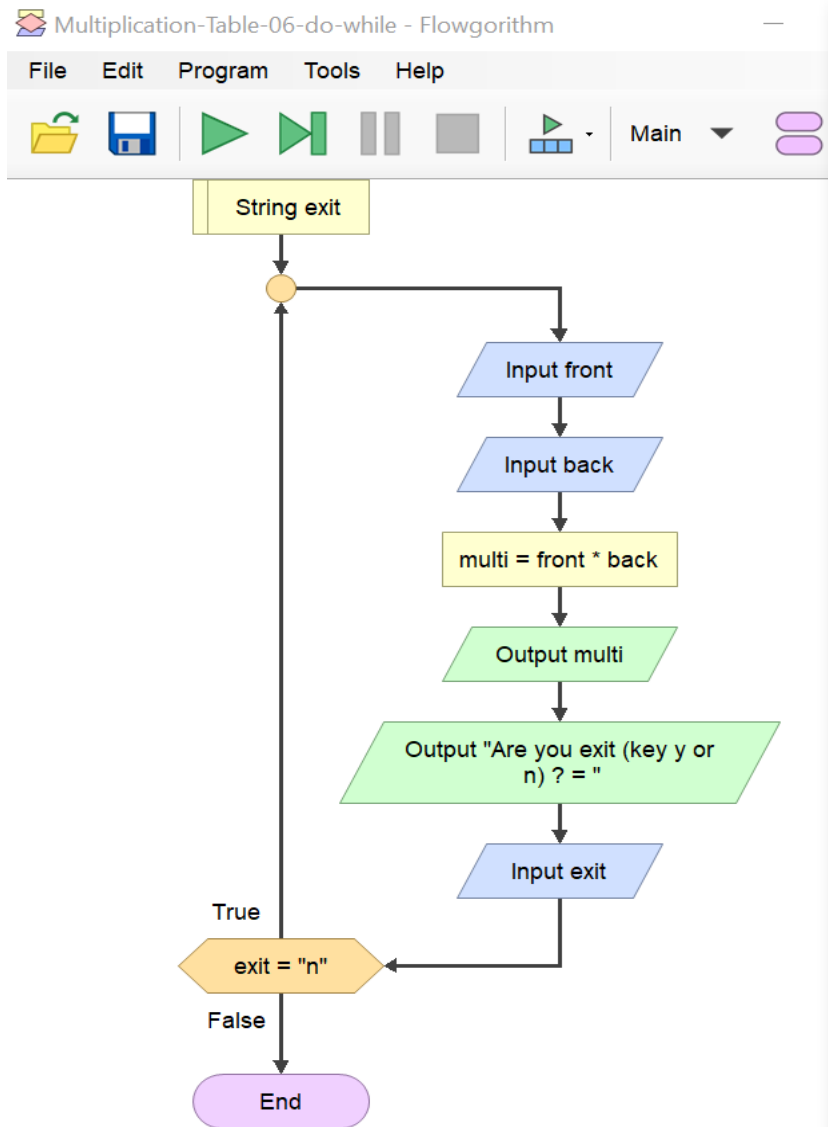 Multiplication-Table-06-do-while - Flowgorithm
File Edit Program Tools Help
Main
String exit
Input front
Input back
multi = front * back
Output multi
Output "Are you exit (key y or
n) ? = "
Input exit
True
exit = "n"
False
End